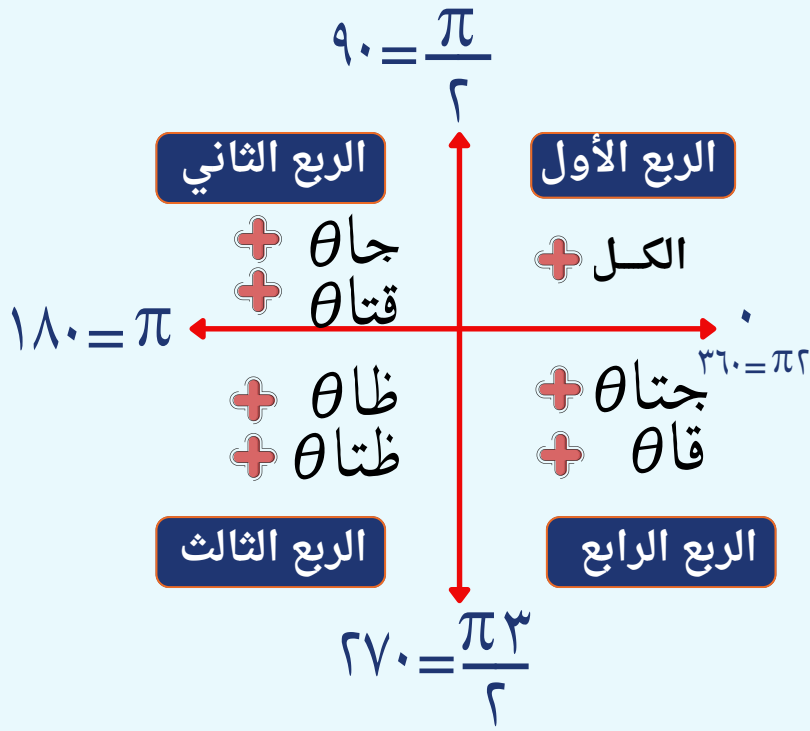 ٩٠ = π/٢
الربع الأول
الربع الثاني
الكــل +
جاθ +
قتاθ +
٠
٣٦٠ = π٢
١٨٠ = π
جتاθ +
قاθ +
ظاθ +
ظتاθ +
الربع الرابع
الربع الثالث
٢٧٠ = π٣/٢